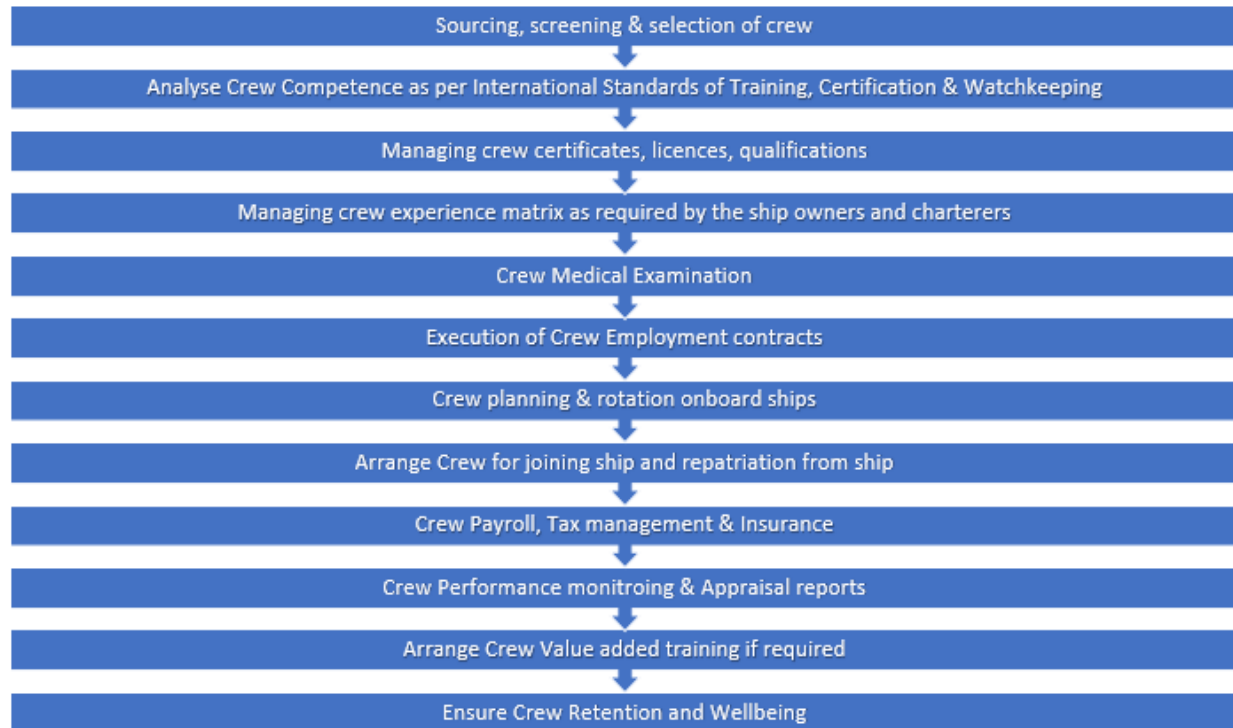 Sourcing, screening & selection of crew
Analyse Crew Competence as per International Standards of Training, Certification & Watchkeeping
Managing crew certificates, licences, qualifications
Managing crew experience matrix as required by the ship owners and charterers
Crew Medical Examination
Execution of Crew Employment contracts
Crew planning & rotation onboard ships
Arrange Crew for joining ship and repatriation from ship
Crew Payroll, Tax management & Insurance
Crew Performance monitroing & Appraisal reports
Arrange Crew Value added training if required
Ensure Crew Retention and Wellbeing